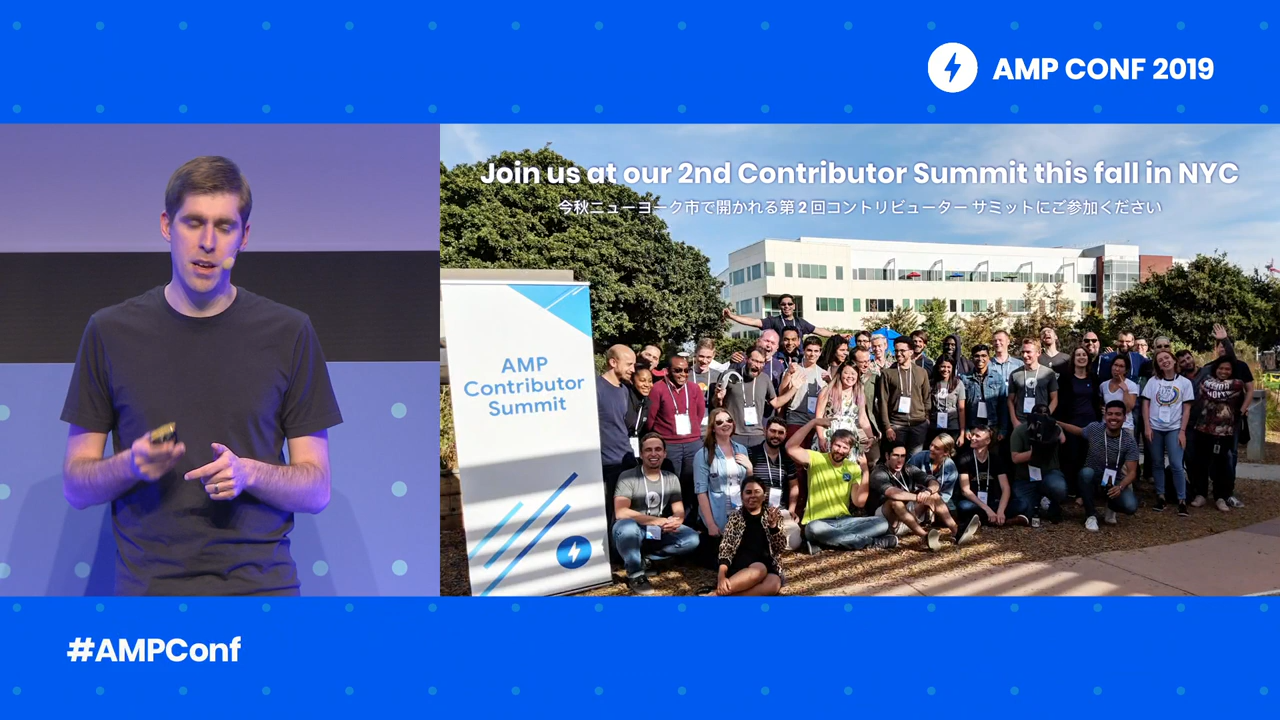 AMP CONF 2019
Join us at our 2nd Contributor Summit this fall in NYC
今秋ニューヨーク市で開かれる第 2 回コントリビューター サミットにご参加ください
AMP
Contributor
Summit
#AMPConf